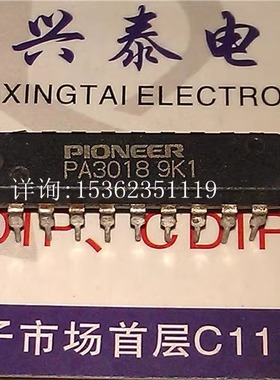 兴泰电
XINGTAI ELECTRO
PIONEER
PA3018 9K1
详询: 15362351119
DIP、CDIP
子市场首层C11